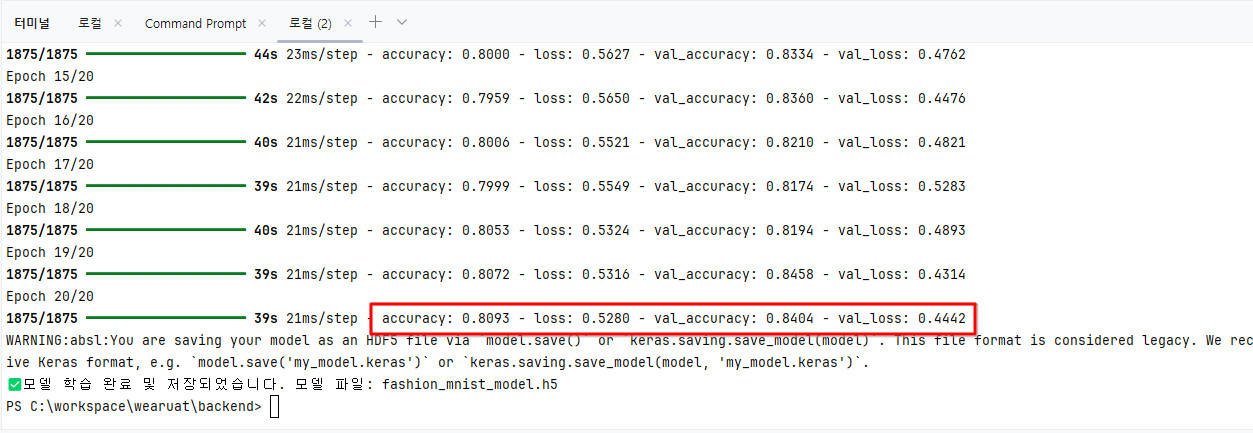 터미널 로컬 × Command Prompt × 로컬 (2) ×
1875/1875 44s 23ms/step - accuracy: 0.8000 - loss: 0.5627 - val_accuracy: 0.8334 - val_loss: 0.4762
Epoch 15/20
1875/1875 42s 22ms/step - accuracy: 0.7959 - loss: 0.5650 - val_accuracy: 0.8360 - val_loss: 0.4476
Epoch 16/20
1875/1875 40s 21ms/step - accuracy: 0.8006 - loss: 0.5521 - val_accuracy: 0.8210 - val_loss: 0.4821
Epoch 17/20
1875/1875 39s 21ms/step - accuracy: 0.7999 - loss: 0.5549 - val_accuracy: 0.8174 - val_loss: 0.5283
Epoch 18/20
1875/1875 40s 21ms/step - accuracy: 0.8053 - loss: 0.5324 - val_accuracy: 0.8194 - val_loss: 0.4893
Epoch 19/20
1875/1875 39s 21ms/step - accuracy: 0.8072 - loss: 0.5316 - val_accuracy: 0.8458 - val_loss: 0.4314
Epoch 20/20
1875/1875 39s 21ms/step - accuracy: 0.8093 - loss: 0.5280 - val_accuracy: 0.8404 - val_loss: 0.4442
WARNING:absl:You are saving your model as an HDF5 file via `model.save()` or `keras.saving.save_model(model)`. This file format is considered legacy. We rec
ive Keras format, e.g. `model.save('my_model.keras')` or `keras.saving.save_model(model, 'my_model.keras')`.
✅모델 학습 완료 및 저장되었습니다. 모델 파일: fashion_mnist_model.h5
PS C:\workspace\wearuat\backend>